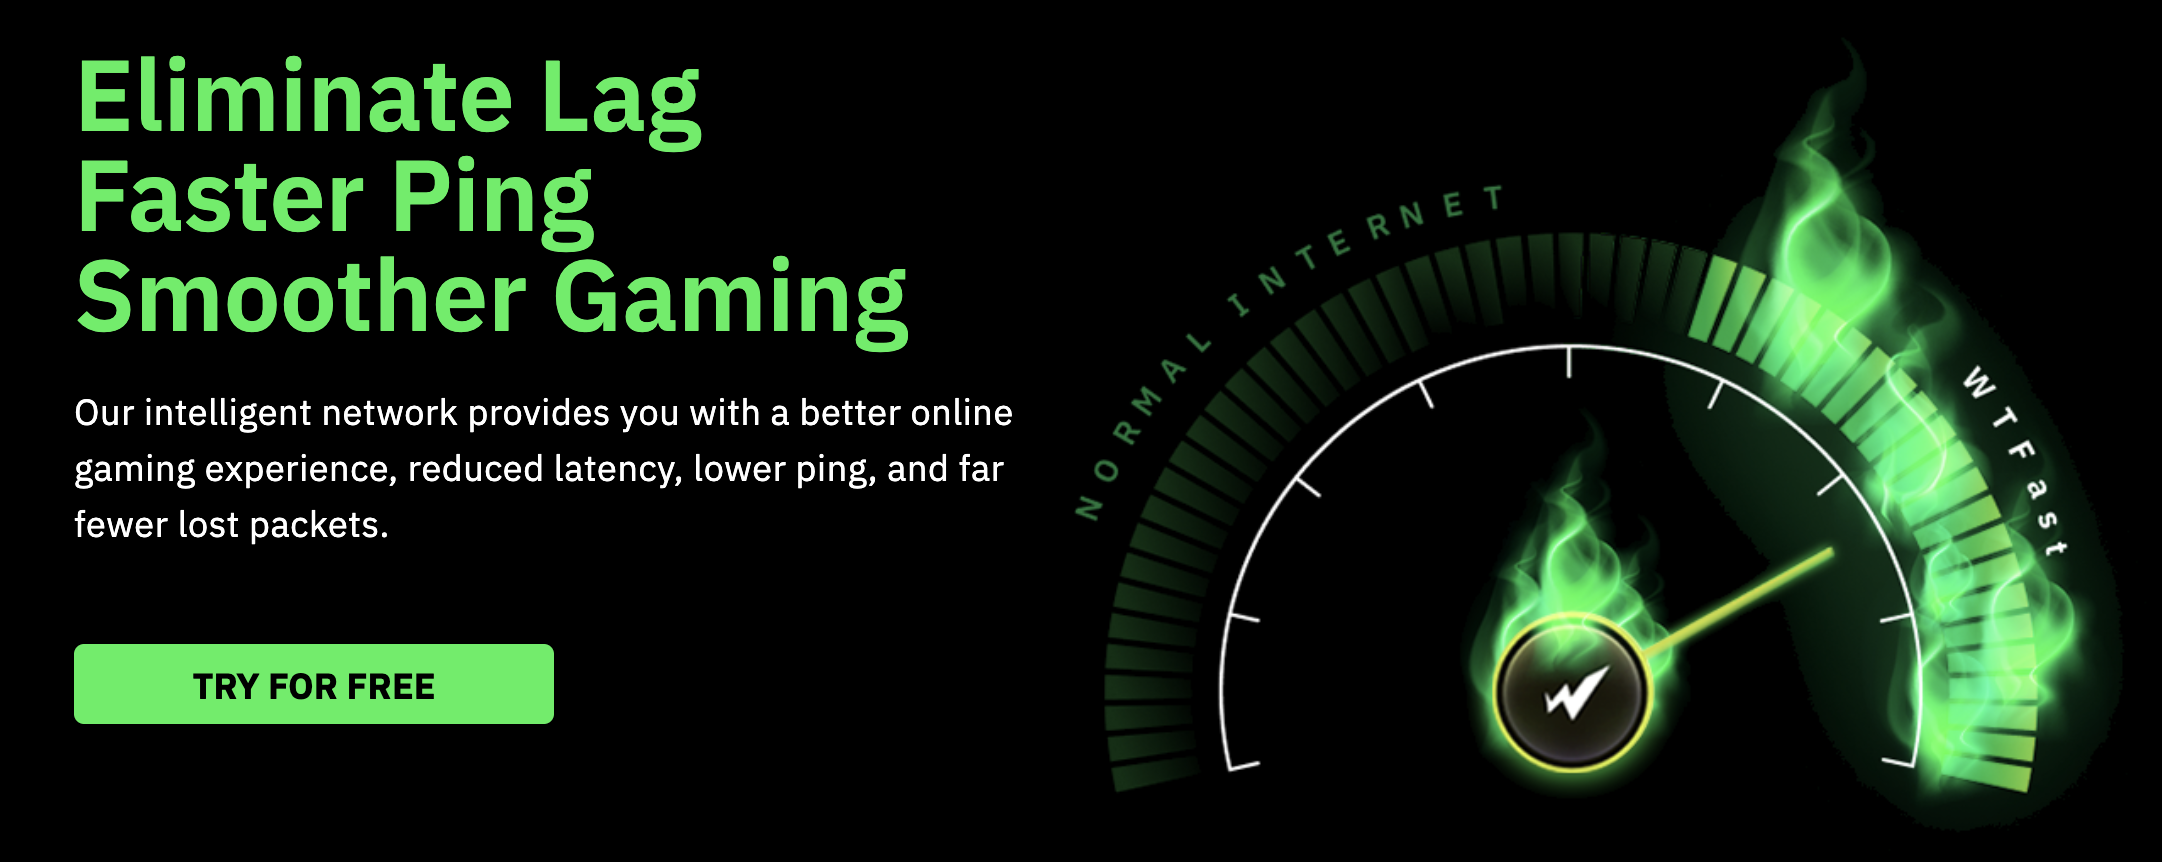 Eliminate Lag
Faster Ping
Smoother Gaming
Our intelligent network provides you with a better online
gaming experience, reduced latency, lower ping, and far
fewer lost packets.
TRY FOR FREE
NORMAL INTERNET
WTFast